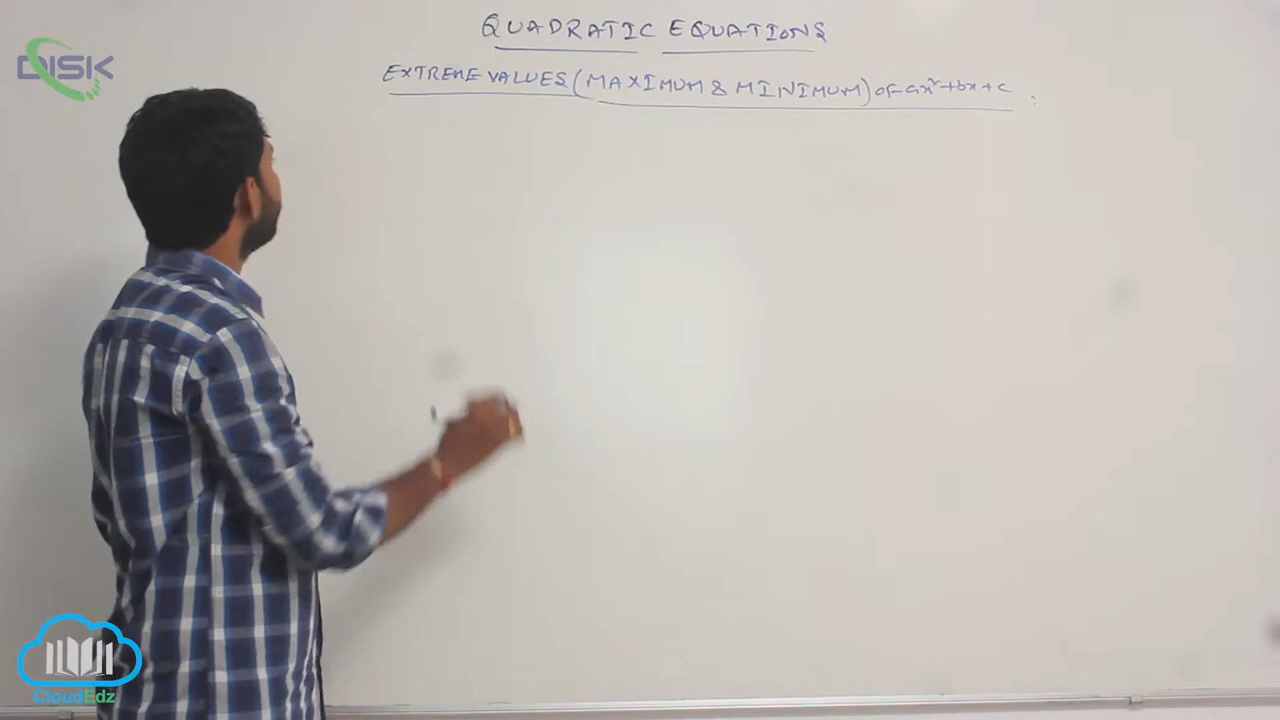 QUADRATIC EQUATIONS
EXTREME VALUES (MAXIMUM & MINIMUM) of ax²+bx+c
DISK
CloudEdz